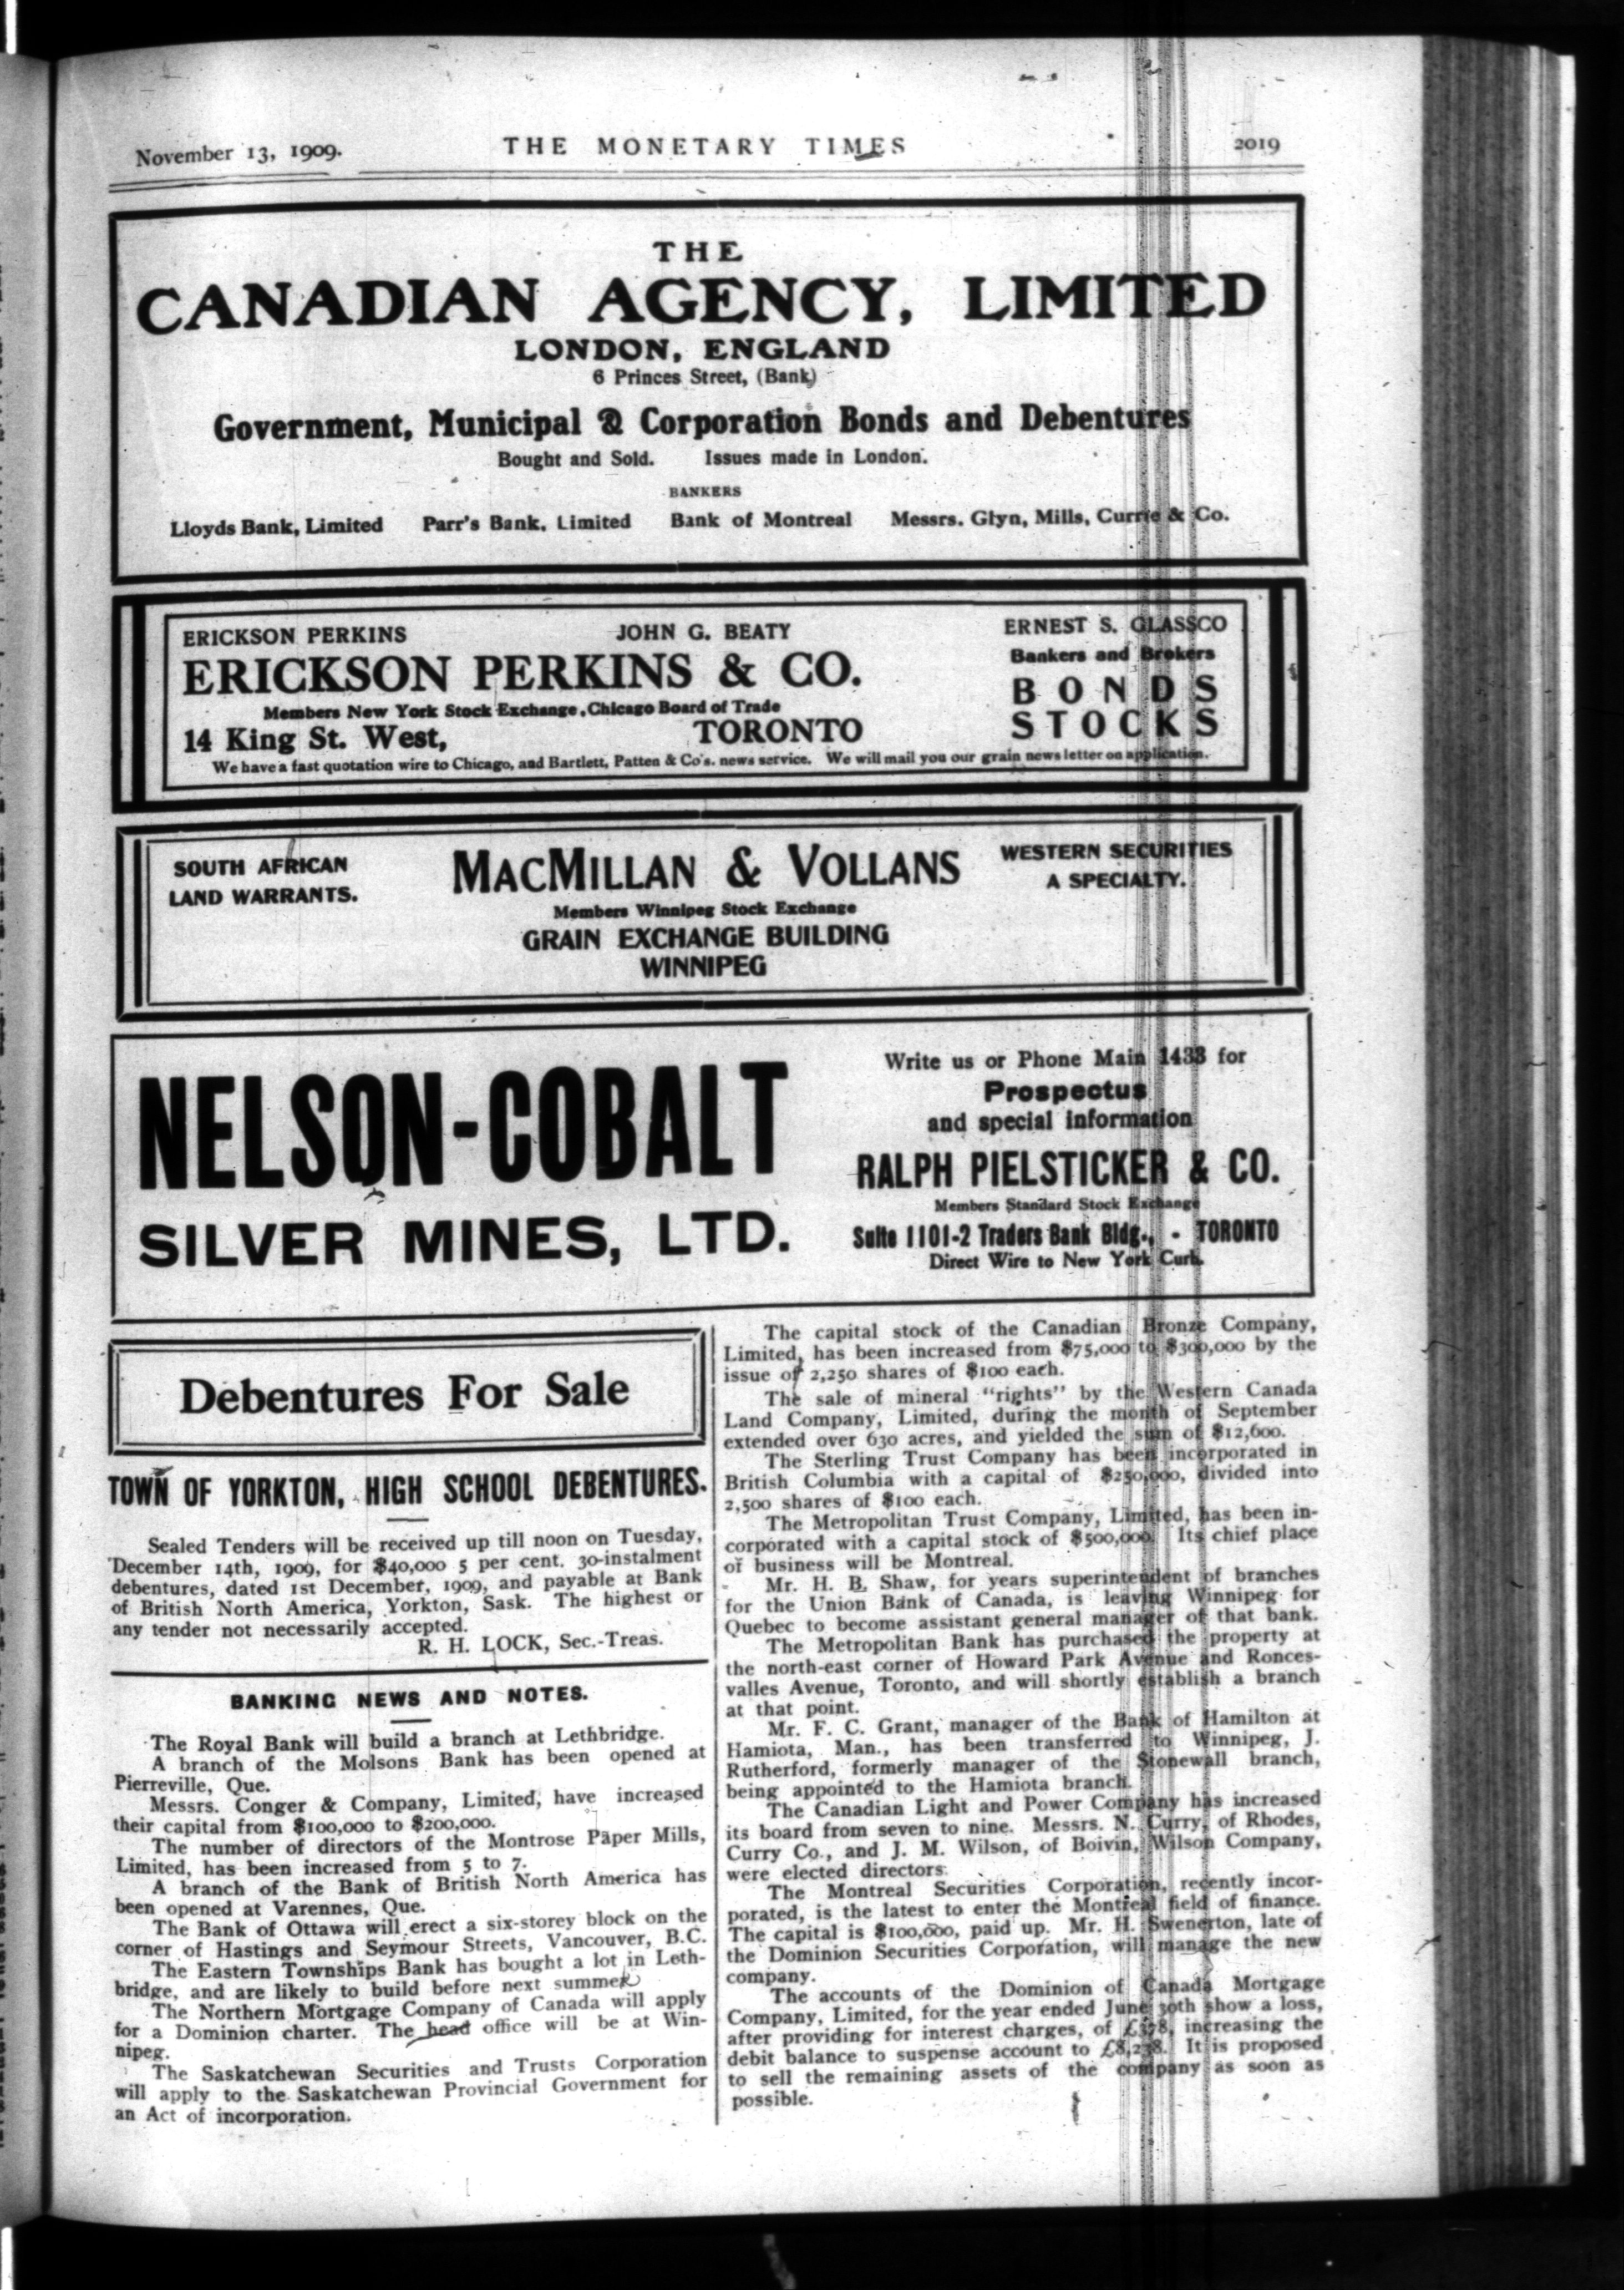 November 13, 1909.
THE MONETARY TIMES
2019
THE
CANADIAN AGENCY, LIMITED
LONDON, ENGLAND
6 Princes Street, (Bank)
Government, Municipal & Corporation Bonds and Debentures
Bought and Sold. Issues made in London.
BANKERS
Lloyds Bank, Limited Parr's Bank, Limited Bank of Montreal Messrs. Glyn, Mills, Currie & Co.
ERICKSON PERKINS JOHN G. BEATY ERNEST S. GLASSCO
ERICKSON PERKINS & CO.
Members New York Stock Exchange, Chicago Board of Trade
14 King St. West, TORONTO
Bankers and Brokers
BONDS
STOCKS
We have a fast quotation wire to Chicago, and Bartlett, Patten & Co's. news service. We will mail you our grain news letter on application.
SOUTH AFRICAN
LAND WARRANTS.
MACMILLAN & VOLLANS
Members Winnipeg Stock Exchange
GRAIN EXCHANGE BUILDING
WINNIPEG
WESTERN SECURITIES
A SPECIALTY.
NELSON-COBALT
SILVER MINES, LTD.
Write us or Phone Main 1433 for
Prospectus
and special information
RALPH PIELSTICKER & CO.
Members Standard Stock Exchange
Suite 1101-2 Traders Bank Bldg., - TORONTO
Direct Wire to New York Curb.
Debentures For Sale
TOWN OF YORKTON, HIGH SCHOOL DEBENTURES.
Sealed Tenders will be received up till noon on Tuesday,
December 14th, 1909, for $40,000 5 per cent. 30-instalment
debentures, dated 1st December, 1909, and payable at Bank
of British North America, Yorkton, Sask. The highest or
any tender not necessarily accepted.
R. H. LOCK, Sec.-Treas.
BANKING NEWS AND NOTES.
The Royal Bank will build a branch at Lethbridge.
A branch of the Molsons Bank has been opened at
Pierreville, Que.
Messrs. Conger & Company, Limited, have increased
their capital from $100,000 to $200,000.
The number of directors of the Montrose Paper Mills,
Limited, has been increased from 5 to 7.
A branch of the Bank of British North America has
been opened at Varennes, Que.
The Bank of Ottawa will erect a six-storey block on the
corner of Hastings and Seymour Streets, Vancouver, B.C.
The Eastern Townships Bank has bought a lot in Leth-
bridge, and are likely to build before next summer
The Northern Mortgage Company of Canada will apply
for a Dominion charter. The head office will be at Win-
nipeg.
The Saskatchewan Securities and Trusts Corporation
will apply to the Saskatchewan Provincial Government for
an Act of incorporation.
The capital stock of the Canadian Bronze Company,
Limited, has been increased from $75,000 to $300,000 by the
issue of 2,250 shares of $100 each.
The sale of mineral "rights" by the Western Canada
Land Company, Limited, during the month of September
extended over 630 acres, and yielded the sum of $12,600.
The Sterling Trust Company has been incorporated in
British Columbia with a capital of $250,000, divided into
2,500 shares of $100 each.
The Metropolitan Trust Company, Limited, has been in-
corporated with a capital stock of $500,000. Its chief place
of business will be Montreal.
Mr. H. B. Shaw, for years superintendent of branches
for the Union Bank of Canada, is leaving Winnipeg for
Quebec to become assistant general manager of that bank.
The Metropolitan Bank has purchased the property at
the north-east corner of Howard Park Avenue and Ronces-
valles Avenue, Toronto, and will shortly establish a branch
at that point.
Mr. F. C. Grant, manager of the Bank of Hamilton at
Hamiota, Man., has been transferred to Winnipeg, J.
Rutherford, formerly manager of the Stonewall branch,
being appointed to the Hamiota branch.
The Canadian Light and Power Company has increased
its board from seven to nine. Messrs. N. Curry, of Rhodes,
Curry Co., and J. M. Wilson, of Boivin, Wilson Company,
were elected directors.
The Montreal Securities Corporation, recently incor-
porated, is the latest to enter the Montreal field of finance.
The capital is $100,000, paid up. Mr. H. Swenerton, late of
the Dominion Securities Corporation, will manage the new
company.
The accounts of the Dominion of Canada Mortgage
Company, Limited, for the year ended June 30th show a loss,
after providing for interest charges, of increasing the
debit balance to suspense account to It is proposed
to sell the remaining assets of the company as soon as
possible.